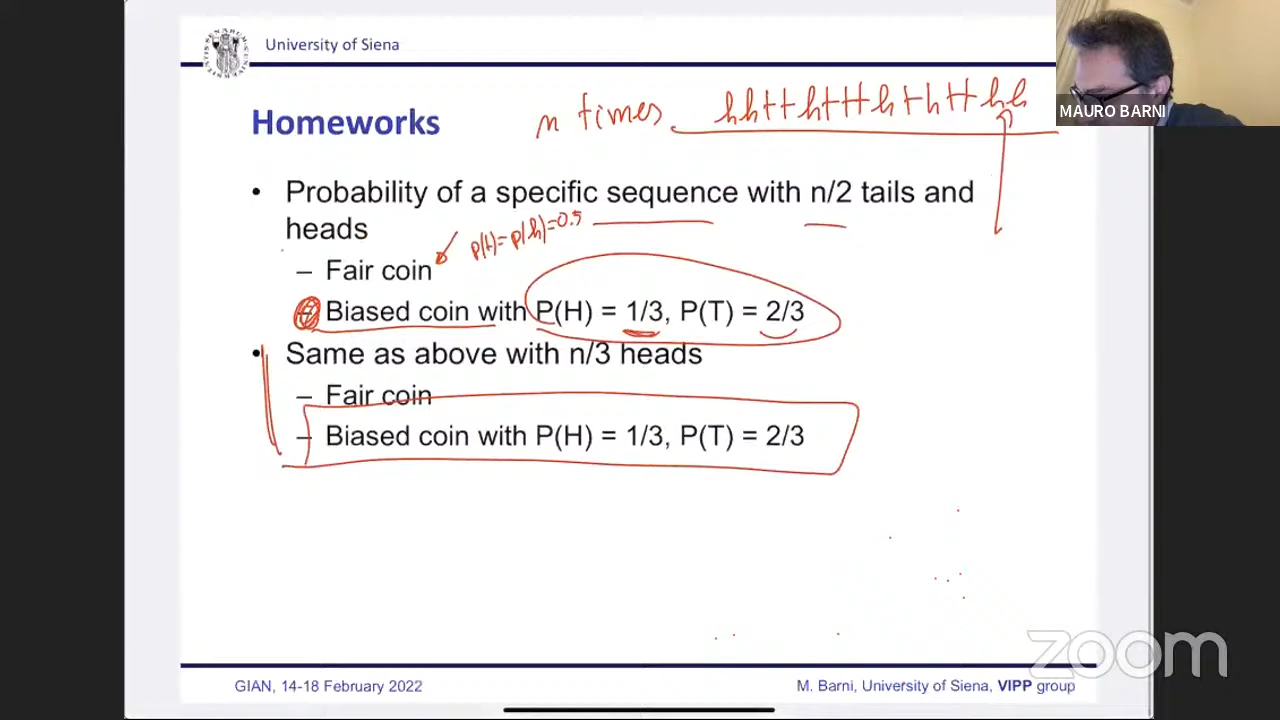 University of Siena
n times hhtthttthththttthh
MAURO BARNI
Homeworks
• Probability of a specific sequence with n/2 tails and
heads
p(t)=p(h)=0.5
– Fair coin
Biased coin with P(H) = 1/3, P(T) = 2/3
• Same as above with n/3 heads
– Fair coin
– Biased coin with P(H) = 1/3, P(T) = 2/3
zoom
GIAN, 14-18 February 2022
M. Barni, University of Siena, VIPP group